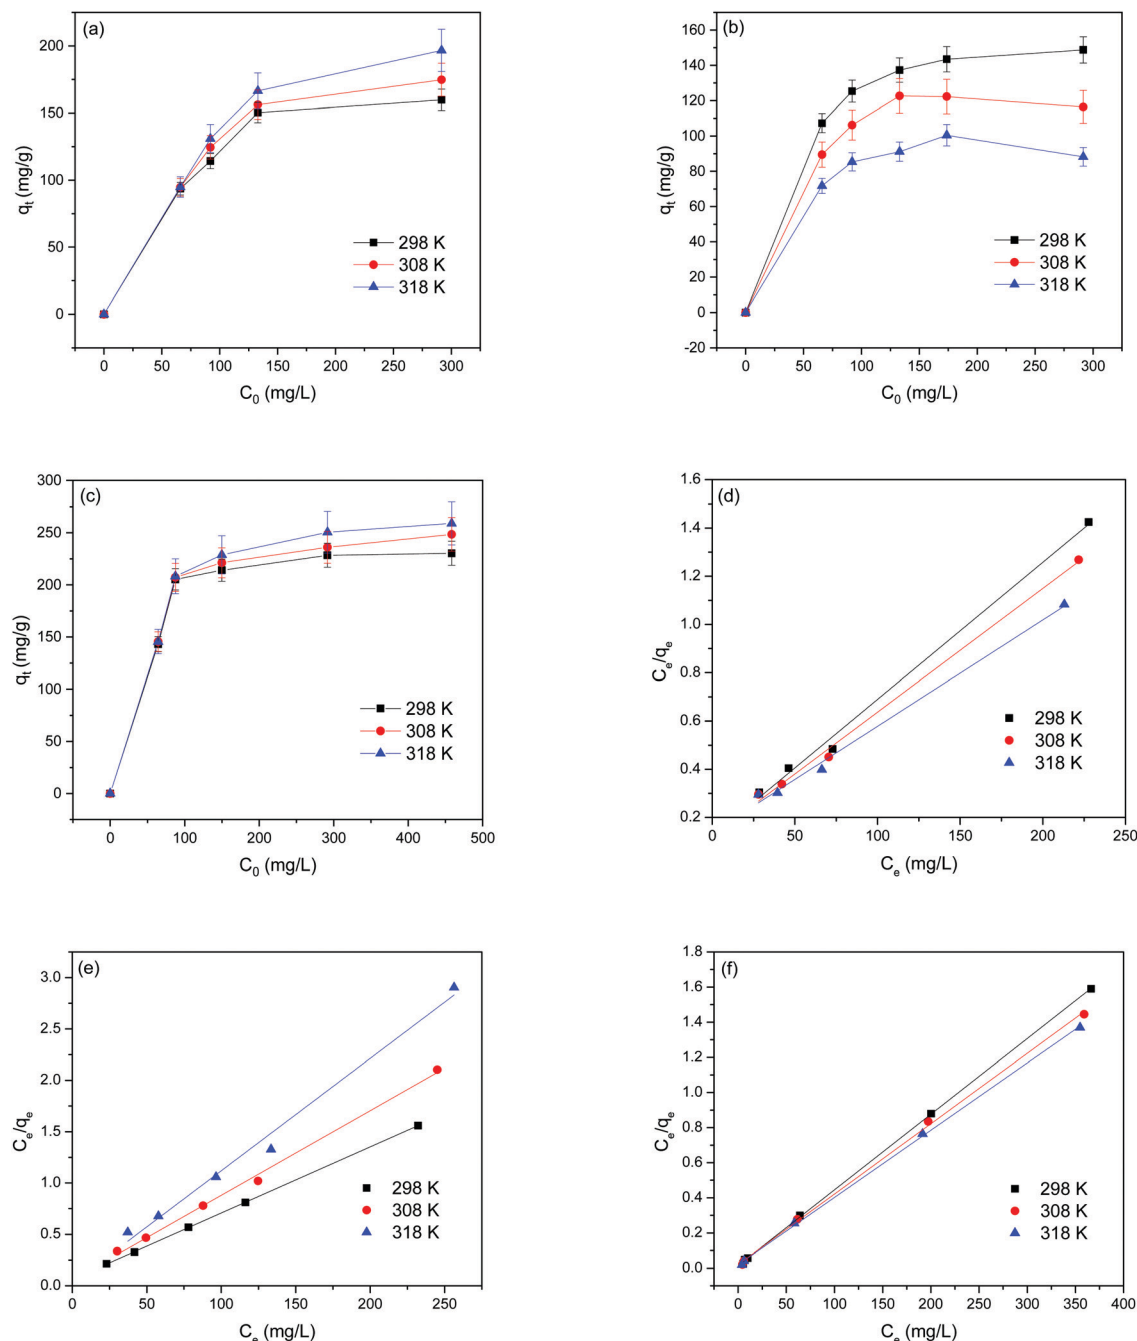 (a)
200
150
100
50
0
q_t (mg/g)
298 K
308 K
318 K
0 50 100 150 200 250 300
C_0 (mg/L)
(b)
160
140
120
100
80
60
40
20
0
-20
q_t (mg/g)
298 K
308 K
318 K
0 50 100 150 200 250 300
C_0 (mg/L)
(c)
300
250
200
150
100
50
0
q_t (mg/g)
298 K
308 K
318 K
0 100 200 300 400 500
C_0 (mg/L)
(d)
1.6
1.4
1.2
1.0
0.8
0.6
0.4
0.2
C_e/q_e
298 K
308 K
318 K
0 50 100 150 200 250
C_e (mg/L)
(e)
3.0
2.5
2.0
1.5
1.0
0.5
0.0
C_e/q_e
298 K
308 K
318 K
0 50 100 150 200 250
C_e (mg/L)
(f)
1.8
1.6
1.4
1.2
1.0
0.8
0.6
0.4
0.2
0.0
C_e/q_e
298 K
308 K
318 K
0 50 100 150 200 250 300 350 400
C_e (mg/L)